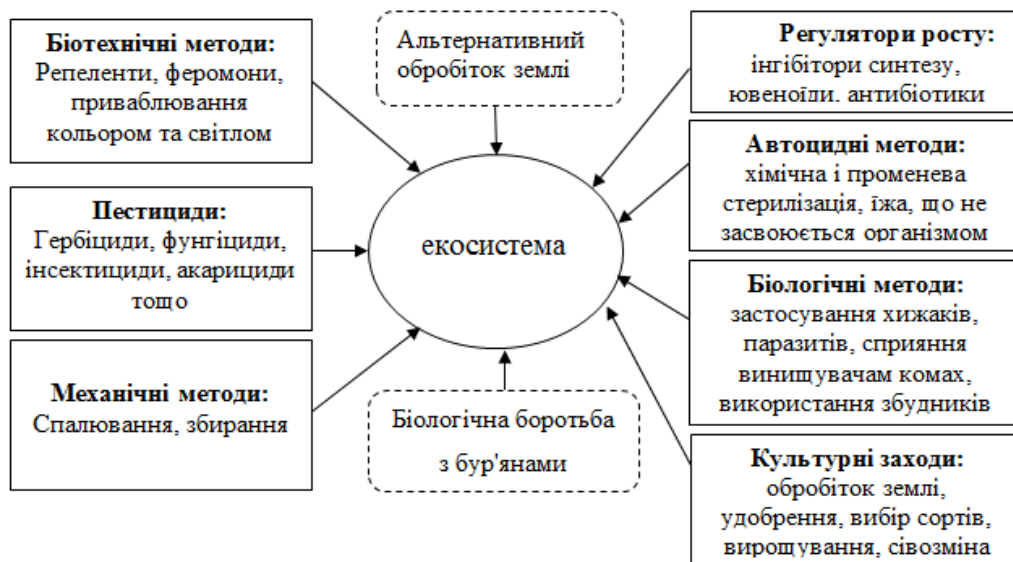 Біотехнічні методи:
Репеленти, феромони,
приваблювання
кольором та світлом
Альтернативний
обробіток землі
Регулятори росту:
інгібітори синтезу,
ювеноїди, антибіотики
Автоцидні методи:
хімічна і променева
стерилізація, їжа, що не
засвоюється організмом
Пестициди:
Гербіциди, фунгіциди,
інсектициди, акарициди
тощо
екосистема
Біологічні методи:
застосування хижаків,
паразитів, сприяння
винищувачам комах,
використання збудників
Механічні методи:
Спалювання, збирання
Біологічна боротьба
з бур'янами
Культурні заходи:
обробіток землі,
удобрення, вибір сортів,
вирощування, сівозміна